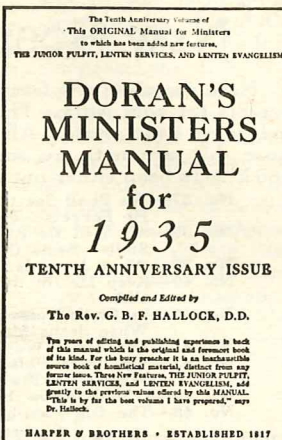 The Tenth Anniversary Volume of
This ORIGINAL Manual for Ministers
to which has been added new features,
THE JUNIOR PULPIT, LENTEN SERVICES, AND LENTEN EVANGELISM
DORAN'S
MINISTERS
MANUAL
for
1935
TENTH ANNIVERSARY ISSUE
Compiled and Edited by
The Rev. G. B. F. HALLOCK, D.D.
Ten years of editing and publishing experience is back
of this manual which is the original and foremost book
of its kind. For the busy preacher it is an inexhaustible
source book of homiletical material, distinct from any
former issue. Three New Features, THE JUNIOR PULPIT,
LENTEN SERVICES, and LENTEN EVANGELISM, add
greatly to the previous values offered by this MANUAL.
"This is by far the best volume I have prepared," says
Dr. Hallock.
HARPER & BROTHERS • ESTABLISHED 1817